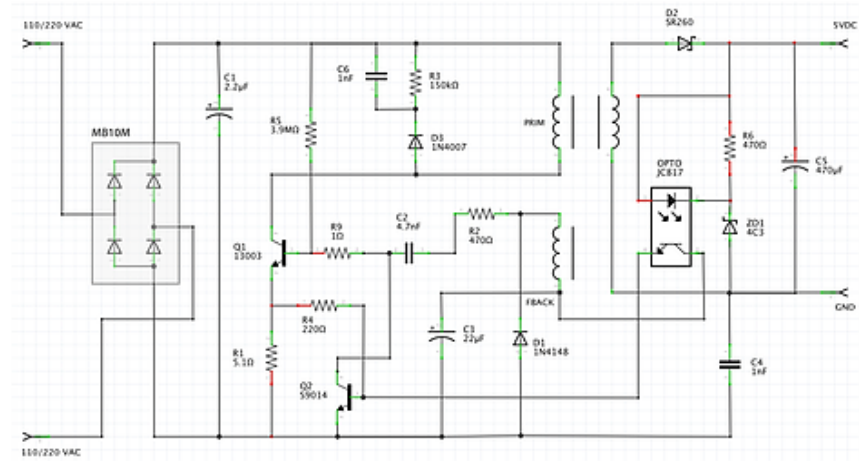 110/220 VAC
D2
SR260
5VDC
C1
2.2µF
C6
1nF
R3
150kΩ
R5
3.9MΩ
D3
1N4007
PRIM
R6
470Ω
MB10M
OPTO
JC817
C5
470µF
C2
4.7nF
R2
470Ω
R9
1Ω
ZD1
4C3
Q1
13003
FBACK
GND
R4
220Ω
C3
22µF
D1
1N4148
R1
5.1Ω
C4
1nF
Q2
S9014
110/220 VAC